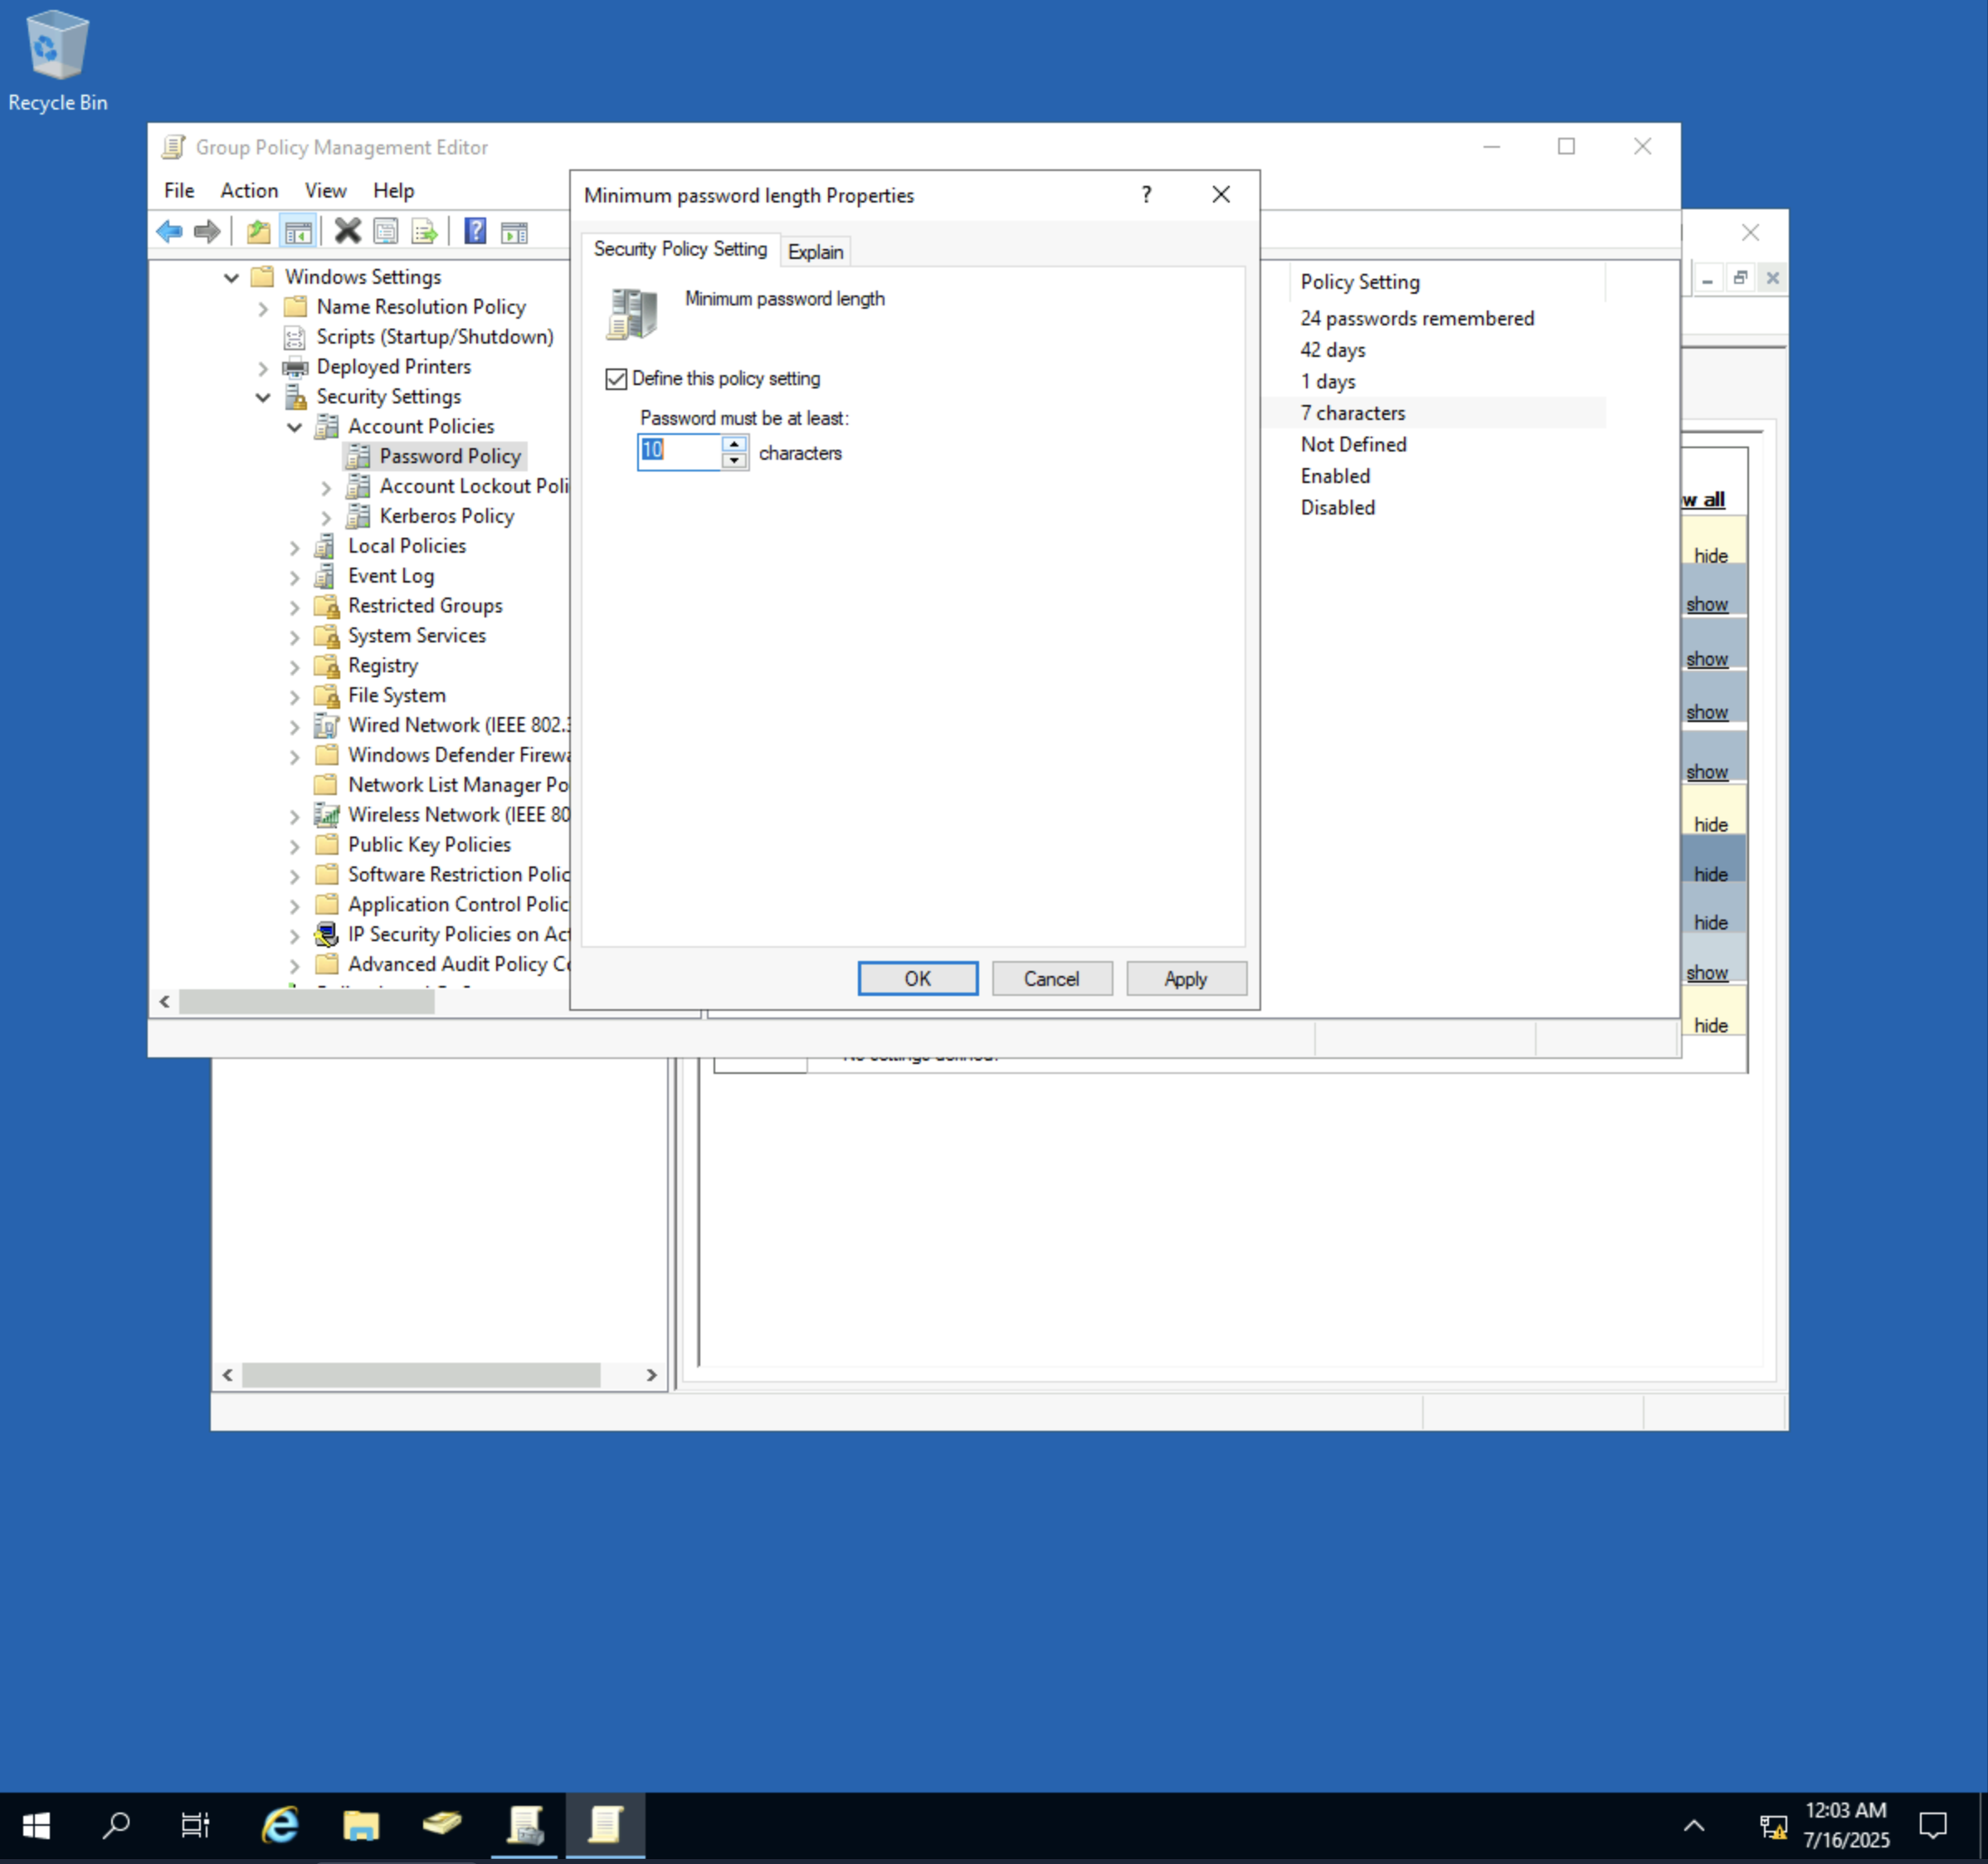 Recycle Bin
Group Policy Management Editor
File Action View Help
Windows Settings
Name Resolution Policy
Scripts (Startup/Shutdown)
Deployed Printers
Security Settings
Account Policies
Password Policy
Account Lockout Poli
Kerberos Policy
Local Policies
Event Log
Restricted Groups
System Services
Registry
File System
Wired Network (IEEE 802.3
Windows Defender Firewa
Network List Manager Po
Wireless Network (IEEE 80
Public Key Policies
Software Restriction Polic
Application Control Polic
IP Security Policies on Act
Advanced Audit Policy Co
Minimum password length Properties
?
Security Policy Setting
Explain
Minimum password length
Define this policy setting
Password must be at least:
10 characters
OK Cancel Apply
Policy Setting
24 passwords remembered
42 days
1 days
7 characters
Not Defined
Enabled
Disabled
w all
hide
show
show
show
show
hide
hide
hide
show
hide
12:03 AM
7/16/2025